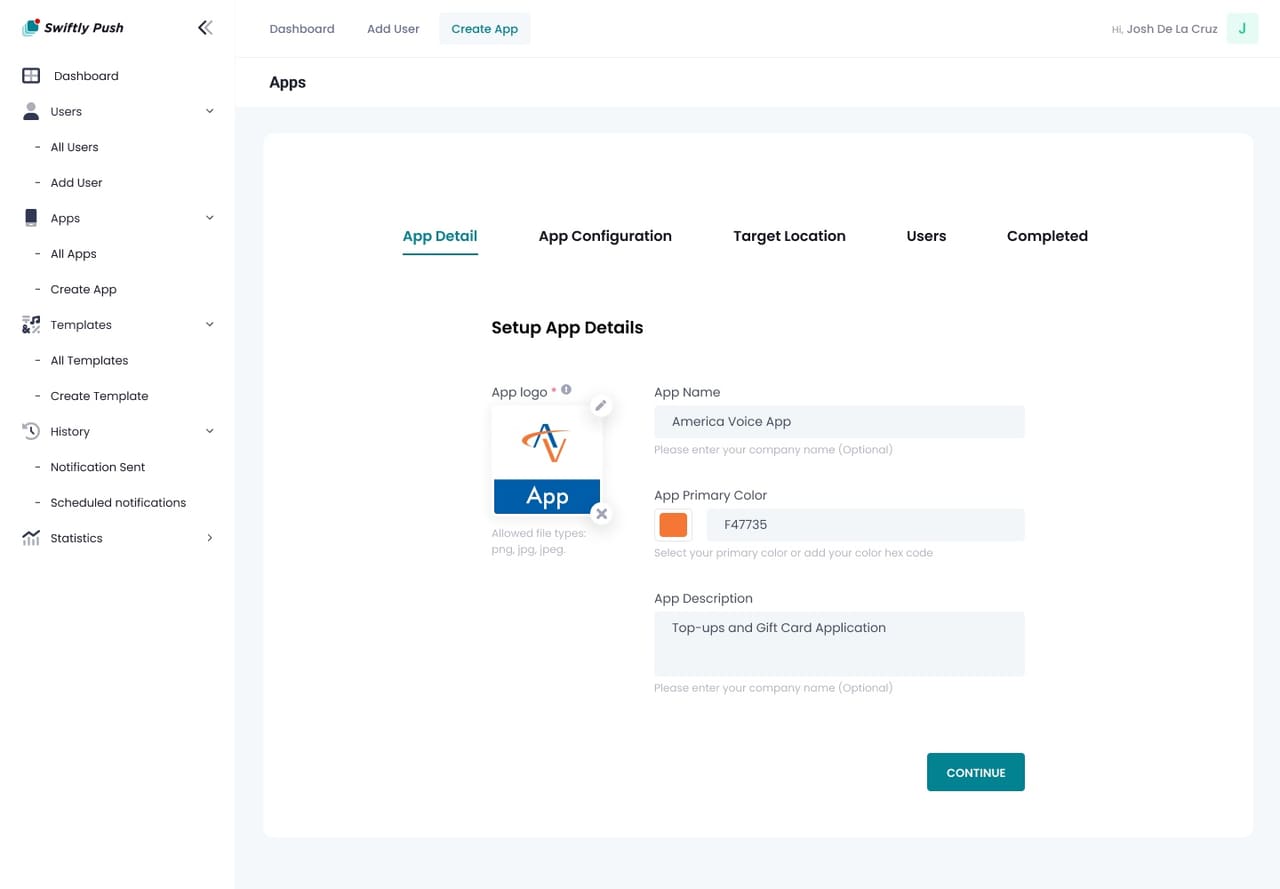 Swiftly Push
Dashboard
Add User
Create App
Hi, Josh De La Cruz
J
Apps
Dashboard
Users
- All Users
- Add User
Apps
- All Apps
- Create App
Templates
- All Templates
- Create Template
History
- Notification Sent
- Scheduled notifications
Statistics
App Detail
App Configuration
Target Location
Users
Completed
Setup App Details
App logo *
AV
App
Allowed file types:
png, jpg, jpeg.
App Name
America Voice App
Please enter your company name (Optional)
App Primary Color
F47735
Select your primary color or add your color hex code
App Description
Top-ups and Gift Card Application
Please enter your company name (Optional)
CONTINUE